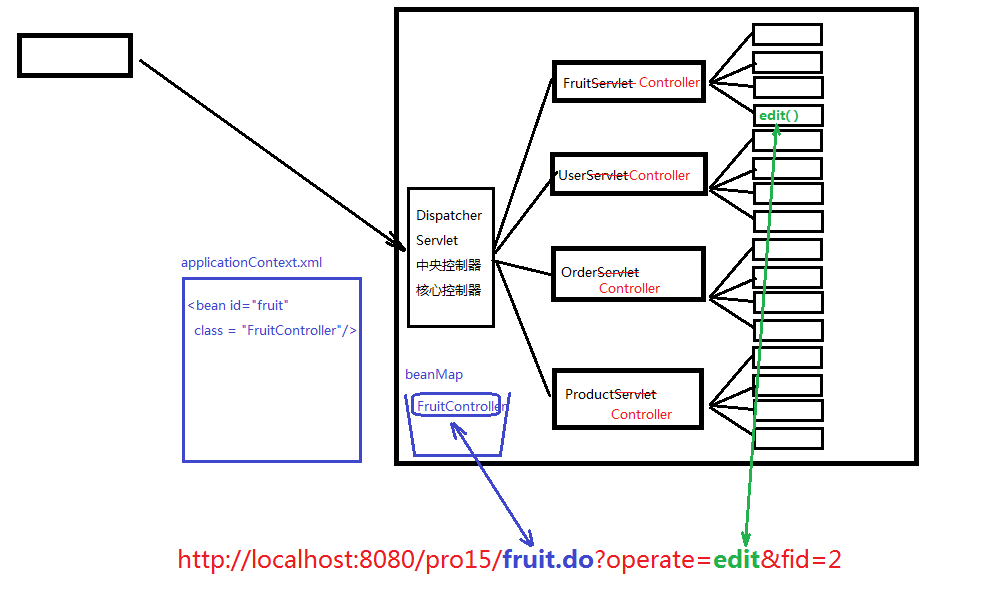 FruitServlet Controller
edit( )
UserServletController
Dispatcher
Servlet
中央控制器
核心控制器
OrderServlet
Controller
ProductServlet
Controller
applicationContext.xml
<bean id="fruit"
class = "FruitController"/>
beanMap
FruitController
http://localhost:8080/pro15/fruit.do?operate=edit&fid=2